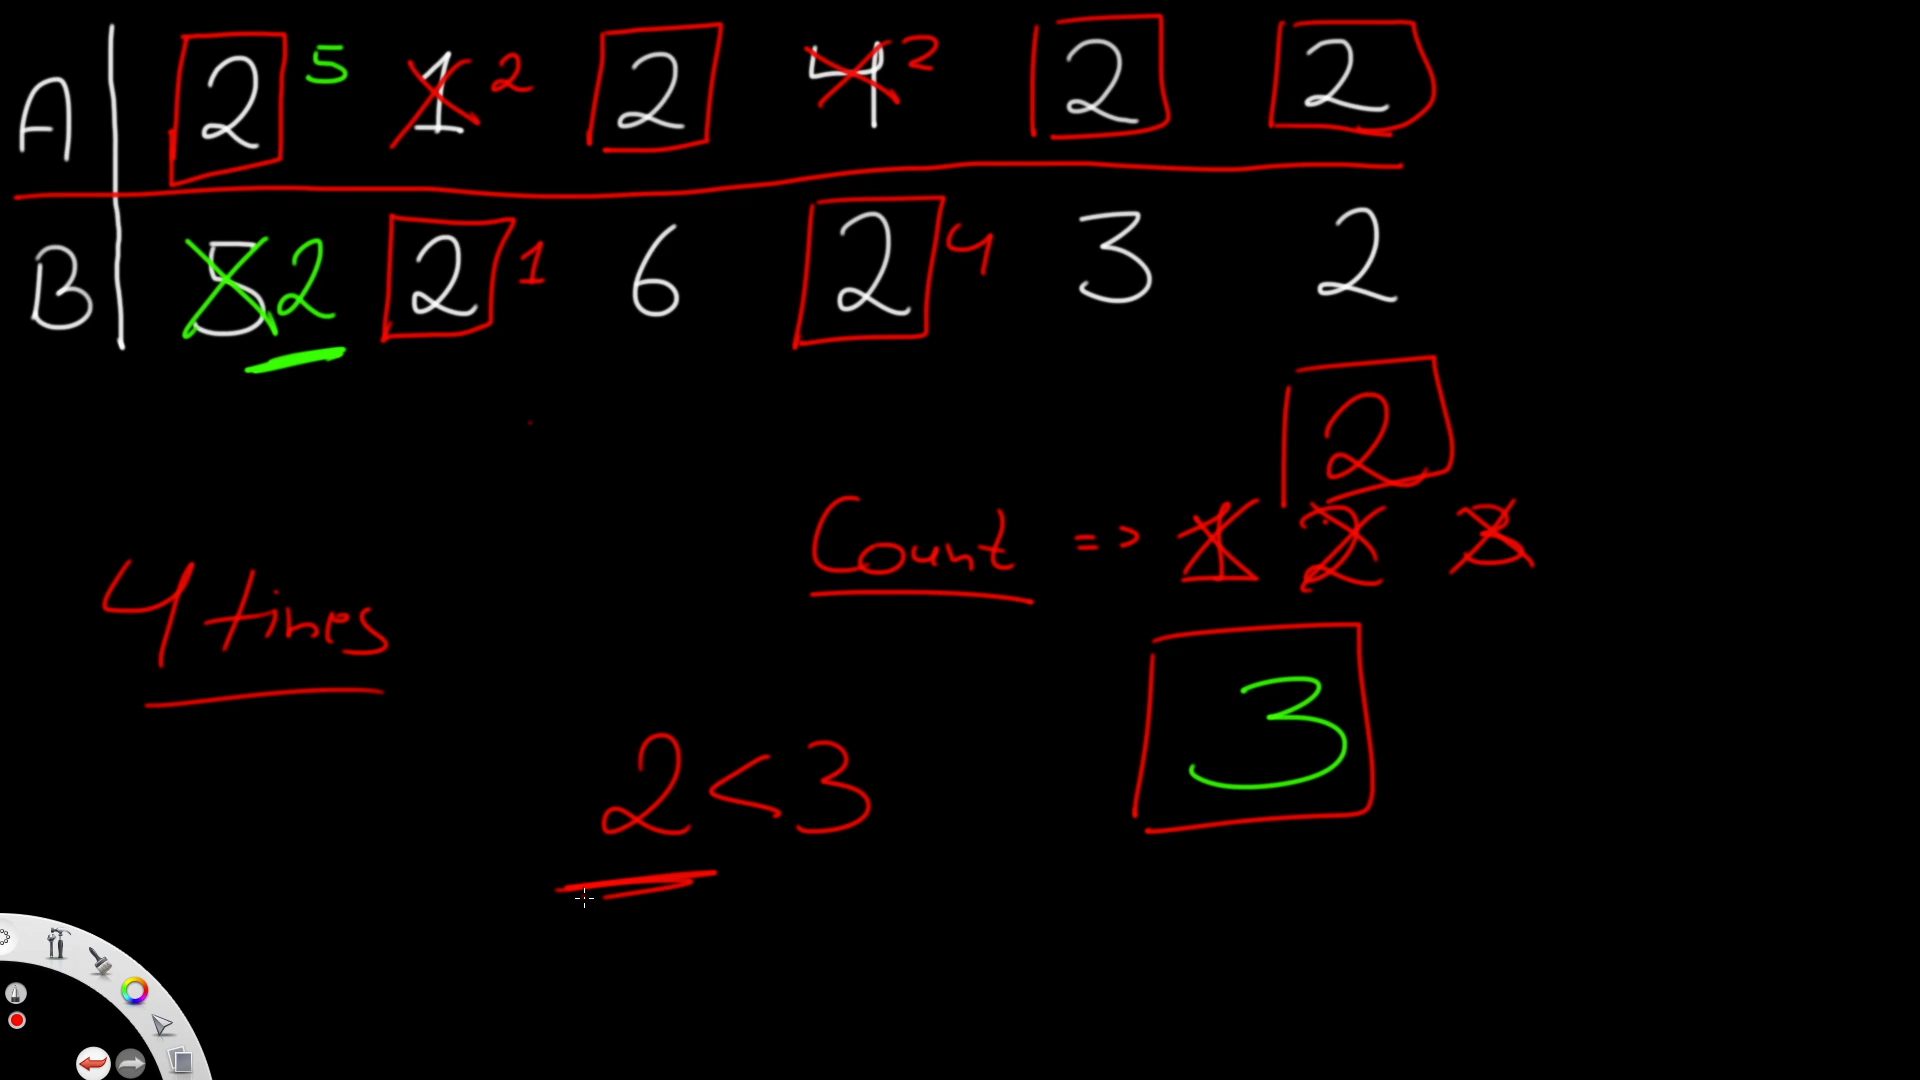 A 2 5 1 2 2 4 2 2 2
B 5 2 2 1 6 2 4 3 2
2
Count => 1 2 3
4 times
3
2 < 3